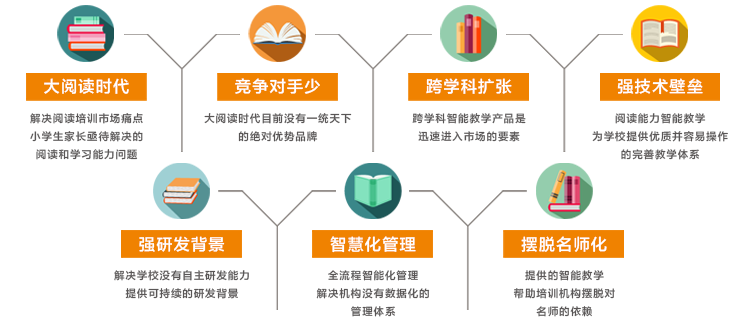 大阅读时代
解决阅读培训市场痛点
小学生家长亟待解决的
阅读和学习能力问题
竞争对手少
大阅读时代目前没有一统天下
的绝对优势品牌
跨学科扩张
跨学科智能教学产品是
迅速进入市场的要素
强技术壁垒
阅读能力智能教学
为学校提供优质并容易操作
的完善教学体系
强研发背景
解决学校没有自主研发能力
提供可持续的研发背景
智慧化管理
全流程智能化管理
解决机构没有数据化的
管理体系
摆脱名师化
提供的智能教学
帮助培训机构摆脱对
名师的依赖